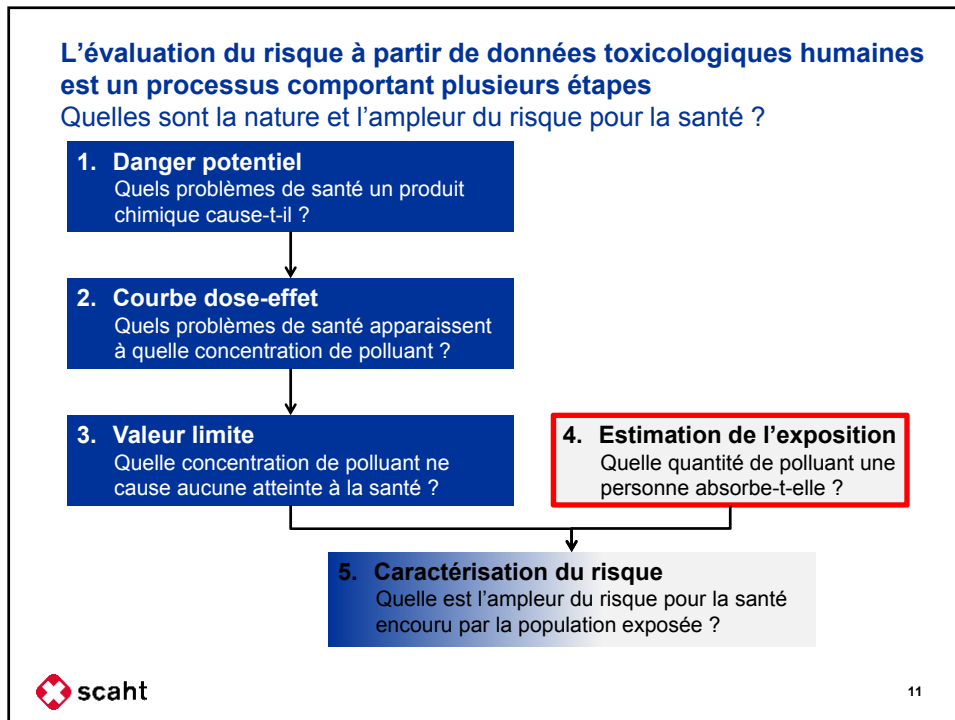 L'évaluation du risque à partir de données toxicologiques humaines
est un processus comportant plusieurs étapes
Quelles sont la nature et l'ampleur du risque pour la santé ?
1. Danger potentiel
Quels problèmes de santé un produit
chimique cause-t-il ?
2. Courbe dose-effet
Quels problèmes de santé apparaissent
à quelle concentration de polluant ?
3. Valeur limite
Quelle concentration de polluant ne
cause aucune atteinte à la santé ?
4. Estimation de l'exposition
Quelle quantité de polluant une
personne absorbe-t-elle ?
5. Caractérisation du risque
Quelle est l'ampleur du risque pour la santé
encouru par la population exposée ?
scaht
11